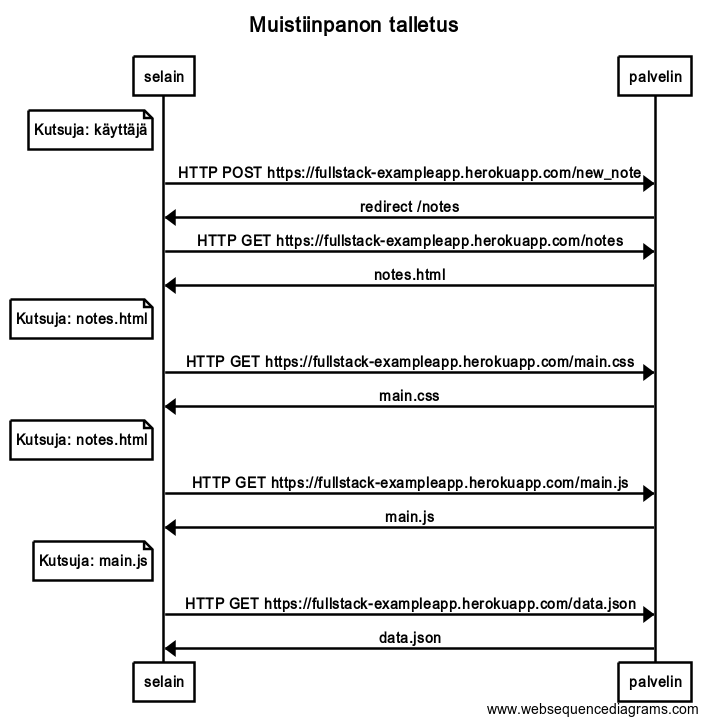 Muistiinpanon talletus
selain
palvelin
Kutsuja: käyttäjä
HTTP POST https://fullstack-exampleapp.herokuapp.com/new_note
redirect /notes
HTTP GET https://fullstack-exampleapp.herokuapp.com/notes
notes.html
Kutsuja: notes.html
HTTP GET https://fullstack-exampleapp.herokuapp.com/main.css
main.css
Kutsuja: notes.html
HTTP GET https://fullstack-exampleapp.herokuapp.com/main.js
main.js
Kutsuja: main.js
HTTP GET https://fullstack-exampleapp.herokuapp.com/data.json
data.json
selain
palvelin
www.websequencediagrams.com